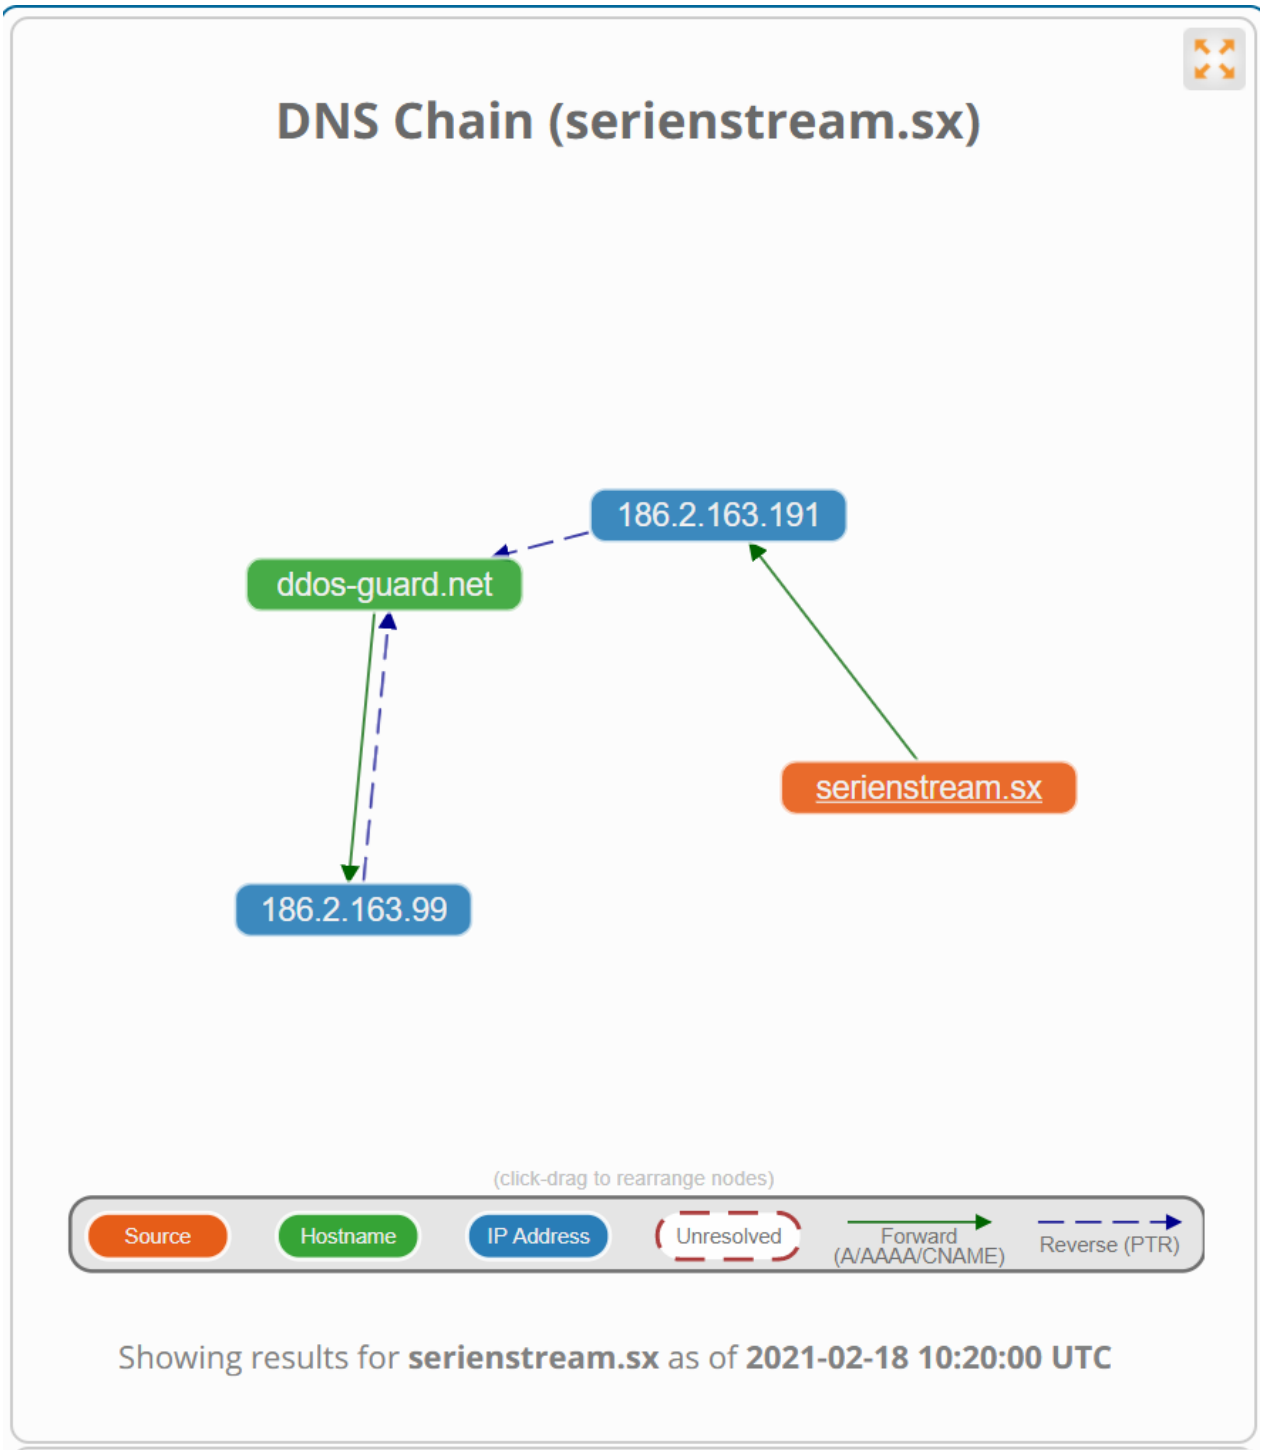 DNS Chain (serienstream.sx)
186.2.163.191
ddos-guard.net
serienstream.sx
186.2.163.99
(click-drag to rearrange nodes)
Source
Hostname
IP Address
Unresolved
Forward
(A/AAAA/CNAME)
Reverse (PTR)
Showing results for serienstream.sx as of 2021-02-18 10:20:00 UTC